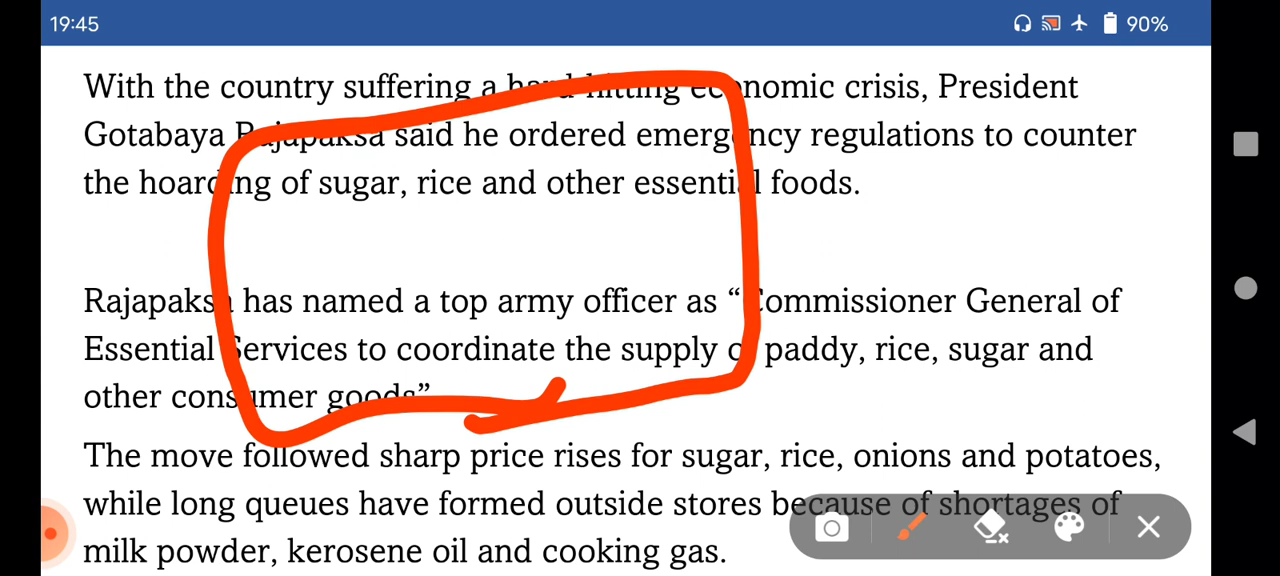 19:45
90%
With the country suffering a hard hitting economic crisis, President
Gotabaya Rajapaksa said he ordered emergency regulations to counter
the hoarding of sugar, rice and other essential foods.
Rajapaksa has named a top army officer as “Commissioner General of
Essential Services to coordinate the supply of paddy, rice, sugar and
other consumer goods”
The move followed sharp price rises for sugar, rice, onions and potatoes,
while long queues have formed outside stores because of shortages of
milk powder, kerosene oil and cooking gas.